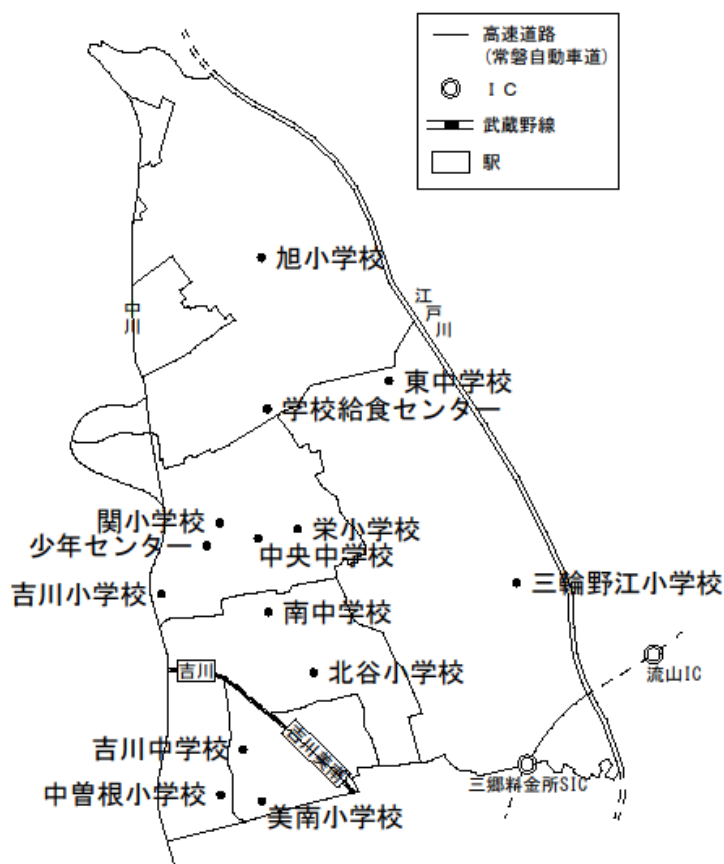 高速道路
(常磐自動車道)
ＩＣ
武蔵野線
駅
旭小学校
中川
江戸川
東中学校
学校給食センター
関小学校
栄小学校
少年センター
中央中学校
吉川小学校
三輪野江小学校
南中学校
吉川
北谷小学校
流山IC
吉川美南
吉川中学校
三郷料金所SIC
中曽根小学校
美南小学校